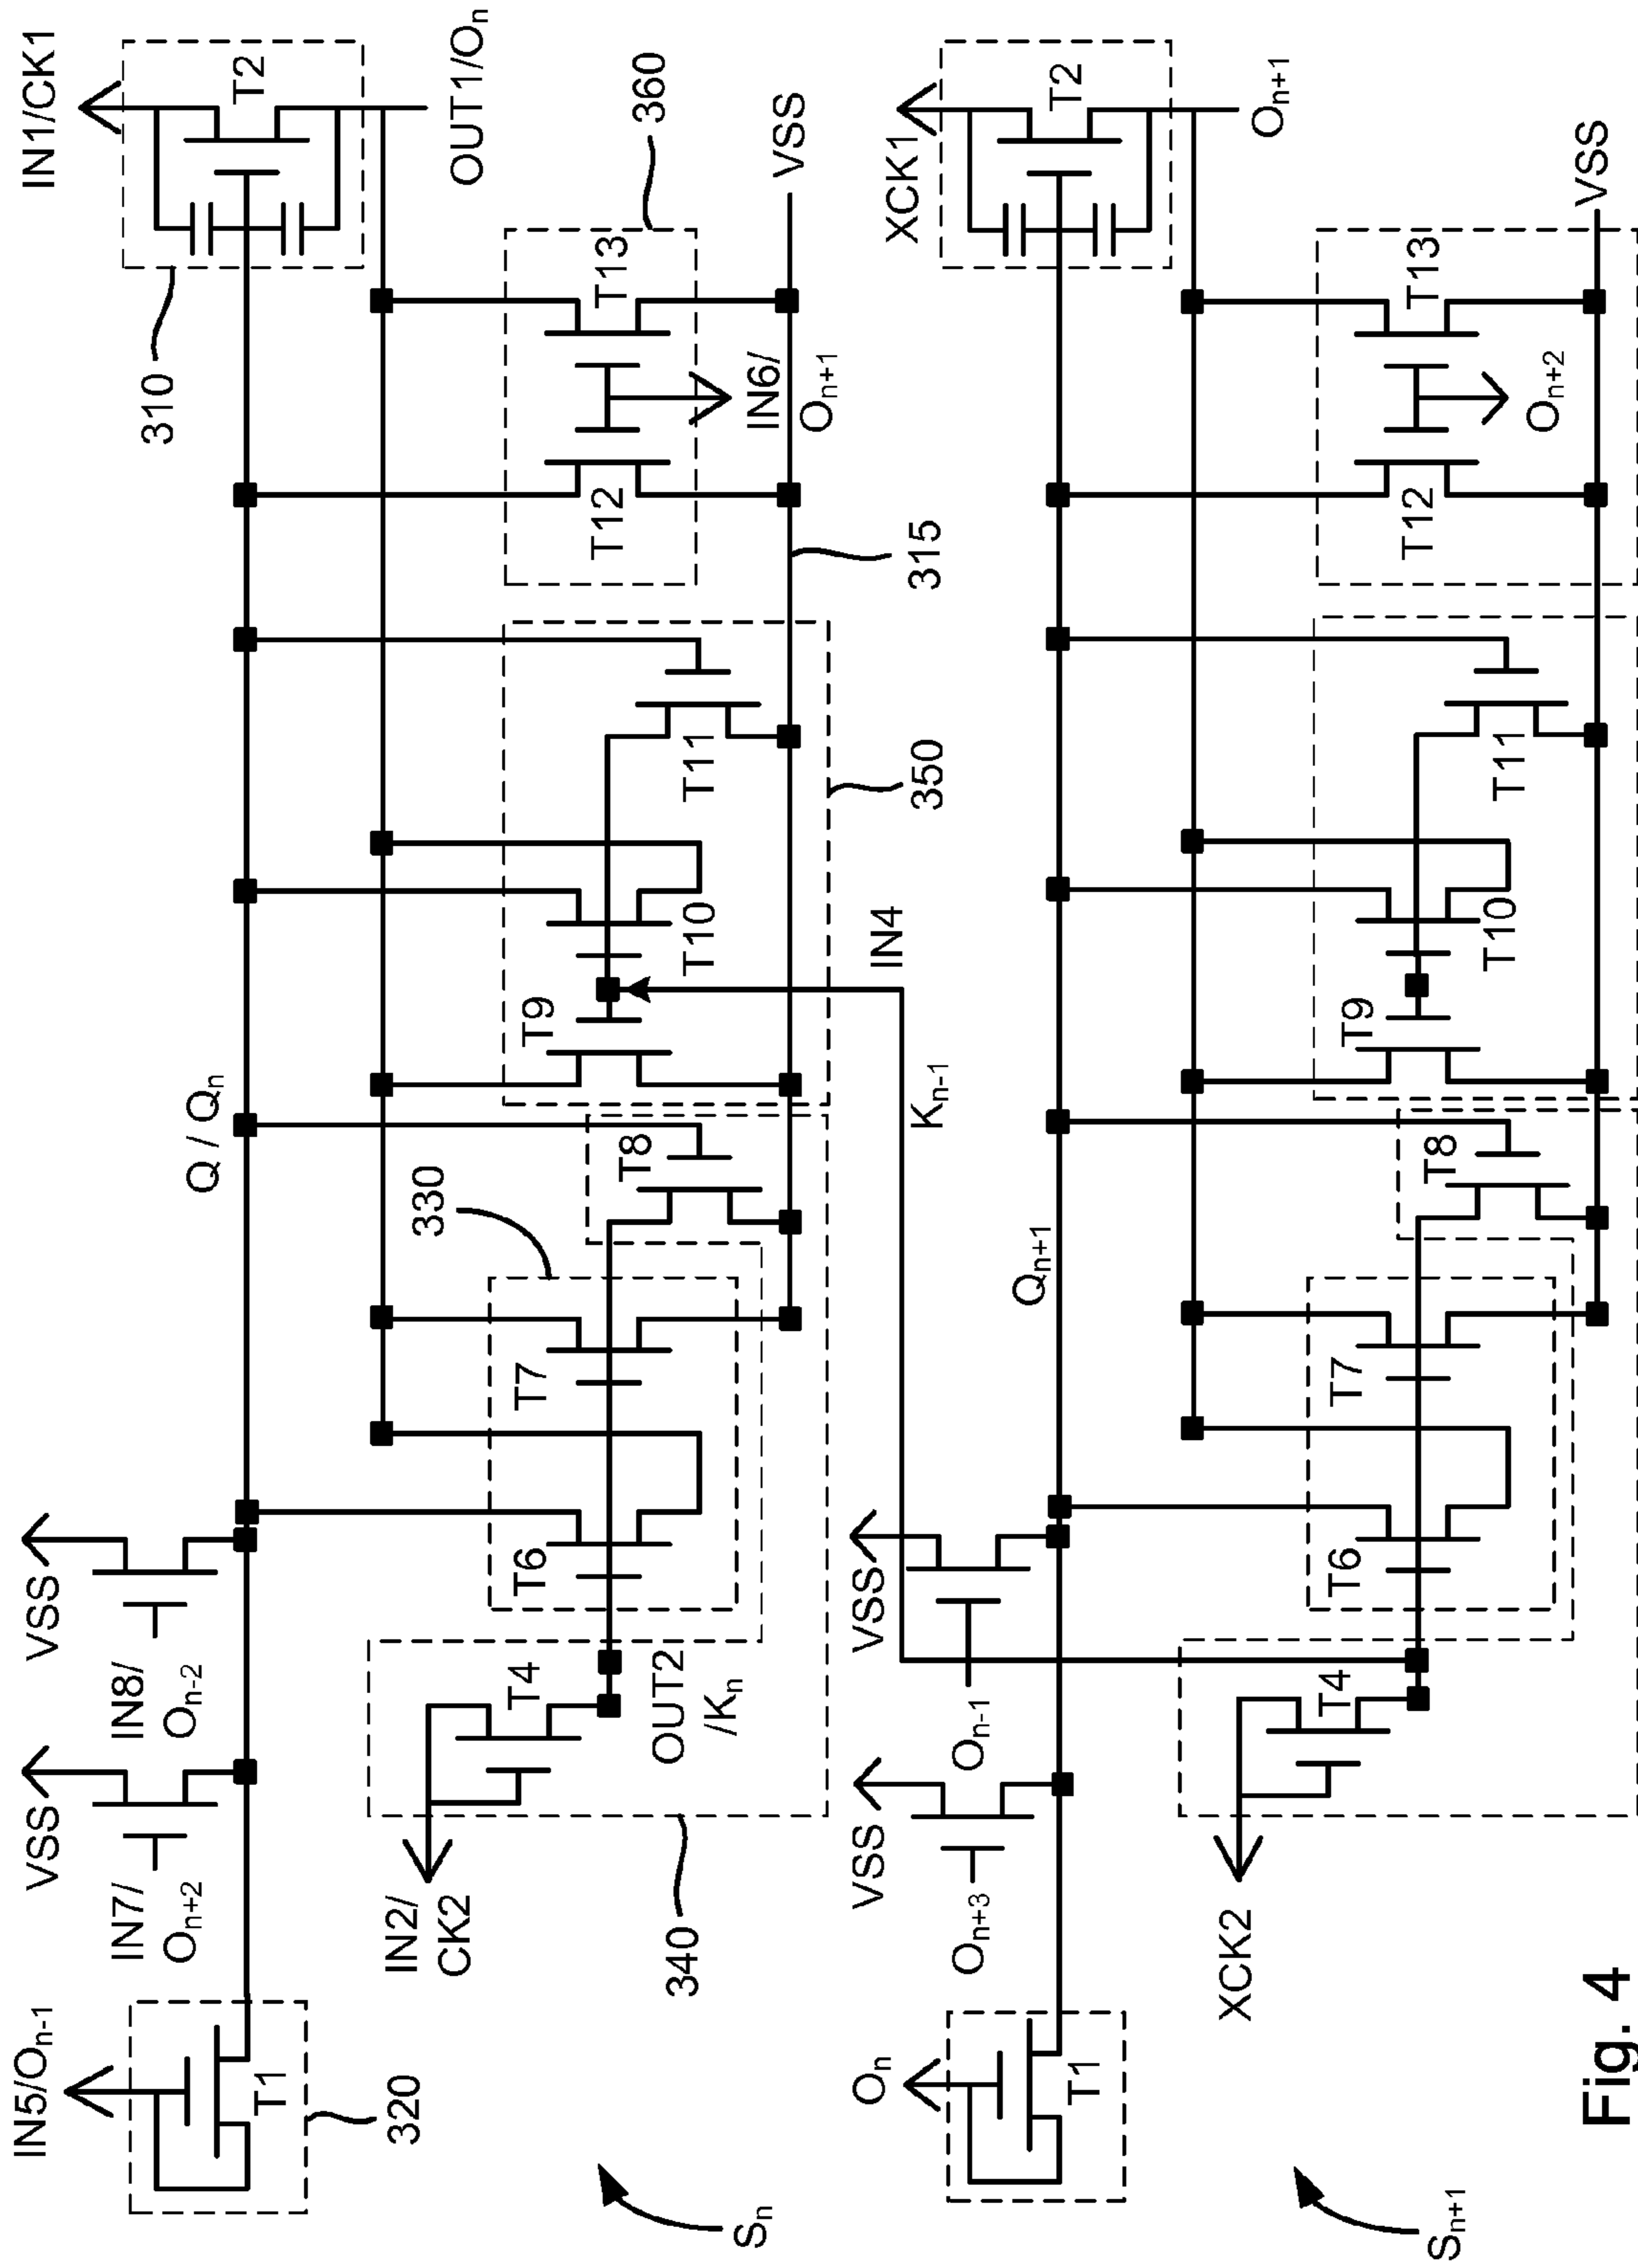 IN5/On-1
T1
320
IN7/
On+2
VSS
IN8/
On-2
VSS
Q / Qn
IN1/CK1
T2
310
OUT1/On
IN2/
CK2
T4
OUT2
/Kn
340
T6
T7
330
T8
T9
T10
T11
350
IN4
Kn-1
T12
T13
360
IN6/
On+1
VSS
315
Sn
On
T1
On+3
VSS
On-1
VSS
Qn+1
XCK1
T2
On+1
XCK2
T4
T6
T7
T8
T9
T10
T11
T12
T13
On+2
VSS
Sn+1
Fig. 4